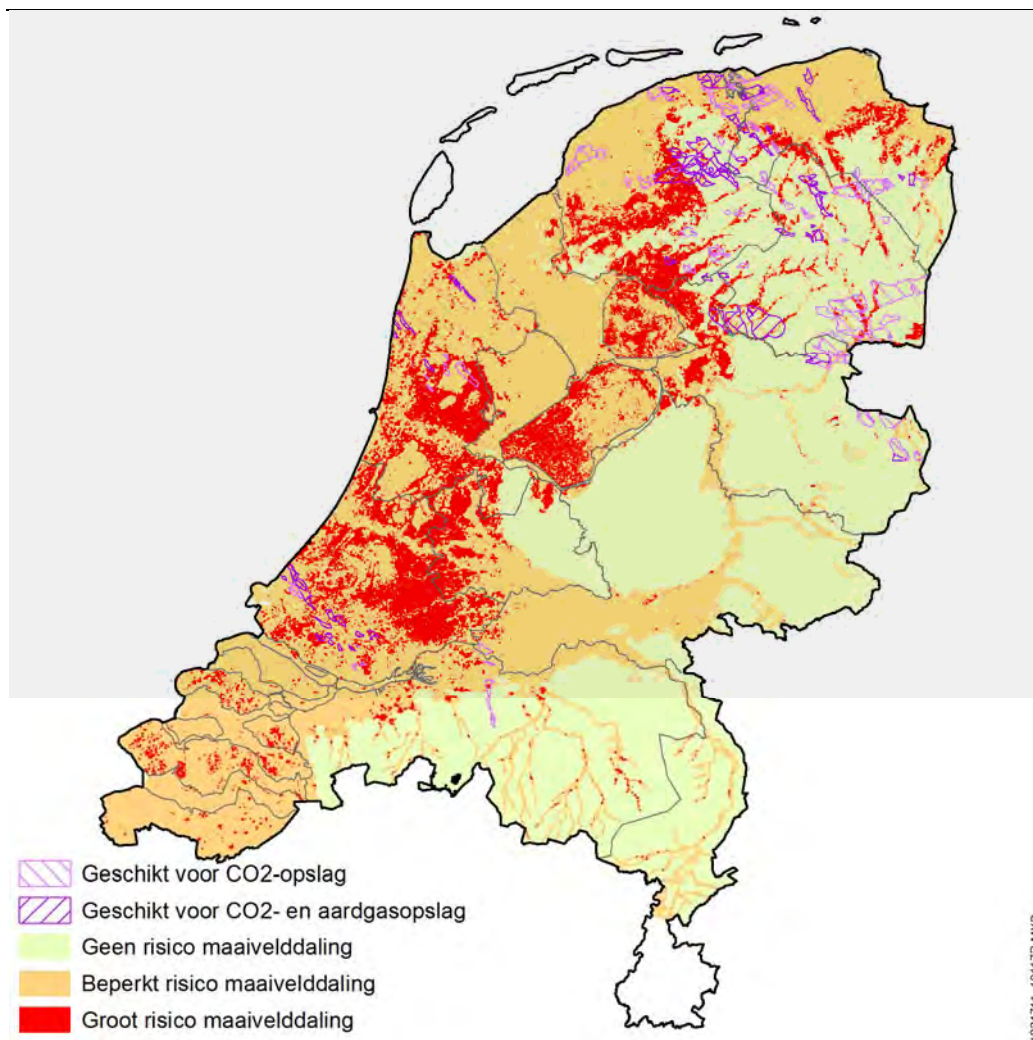 Geschikt voor CO2-opslag
Geschikt voor CO2- en aardgasopslag
Geen risico maaivelddaling
Beperkt risico maaivelddaling
Groot risico maaivelddaling